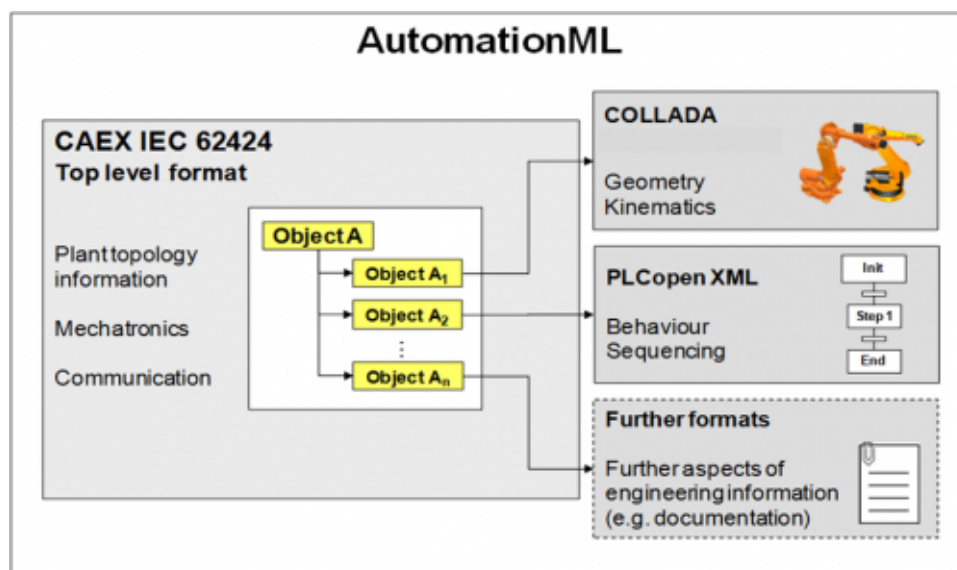 AutomationML
CAEX IEC 62424
Top level format
Plant topology
information
Mechatronics
Communication
Object A
Object A₁
Object A₂
⋮
Object Aₙ
COLLADA
Geometry
Kinematics
PLCopen XML
Behaviour
Sequencing
Init
Step 1
End
Further formats
Further aspects of
engineering information
(e.g. documentation)